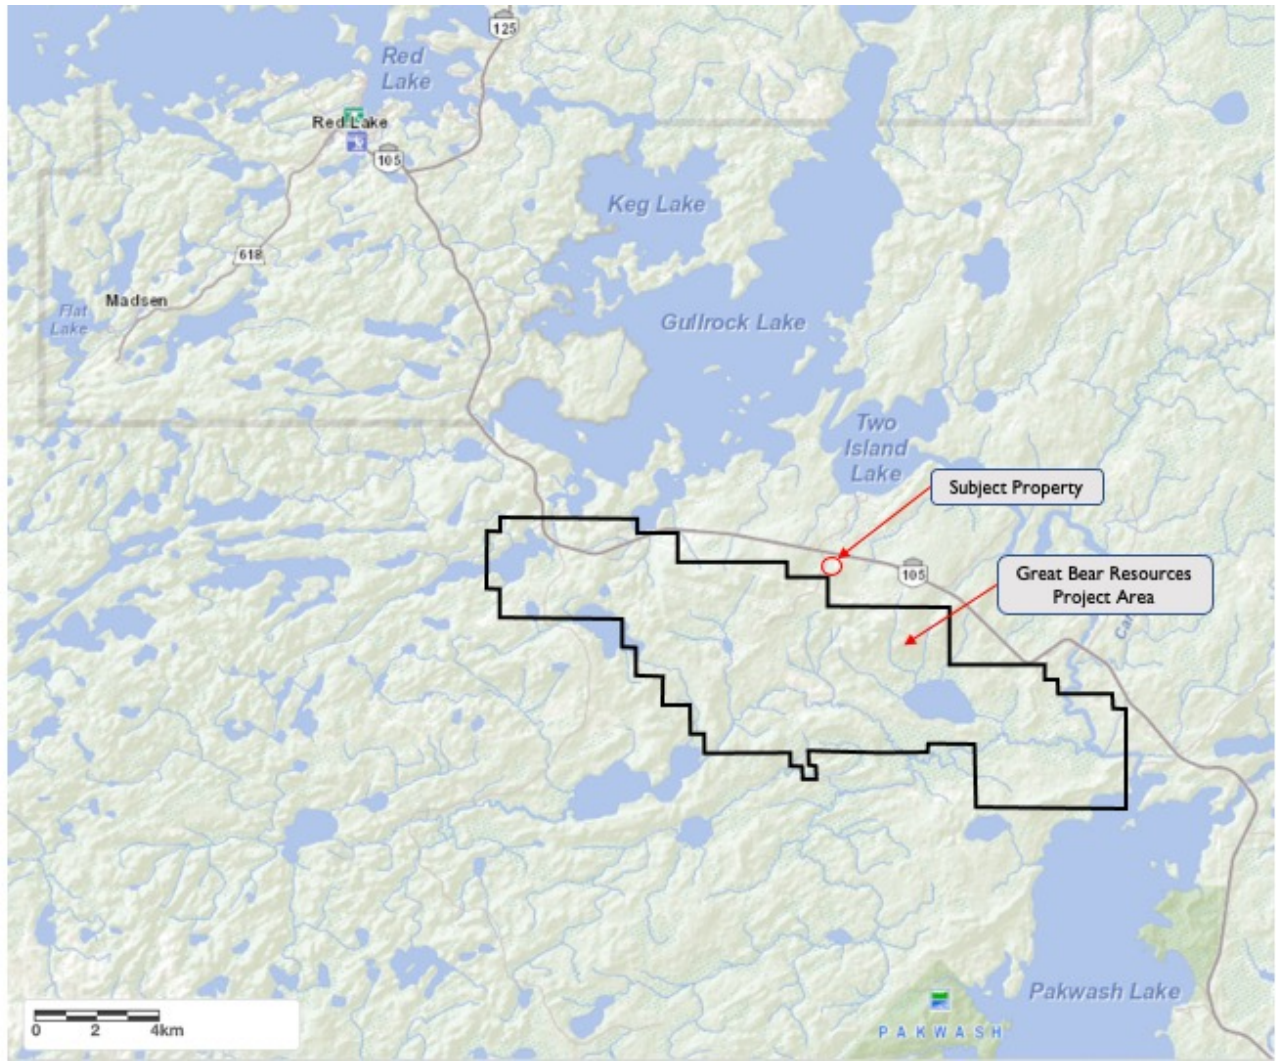 125
Red
Lake
Red Lake
105
Keg Lake
618
Madsen
Flat
Lake
Gullrock Lake
Two
Island
Lake
Subject Property
105
Great Bear Resources
Project Area
Pakwash Lake
PAKWASH
0 2 4km